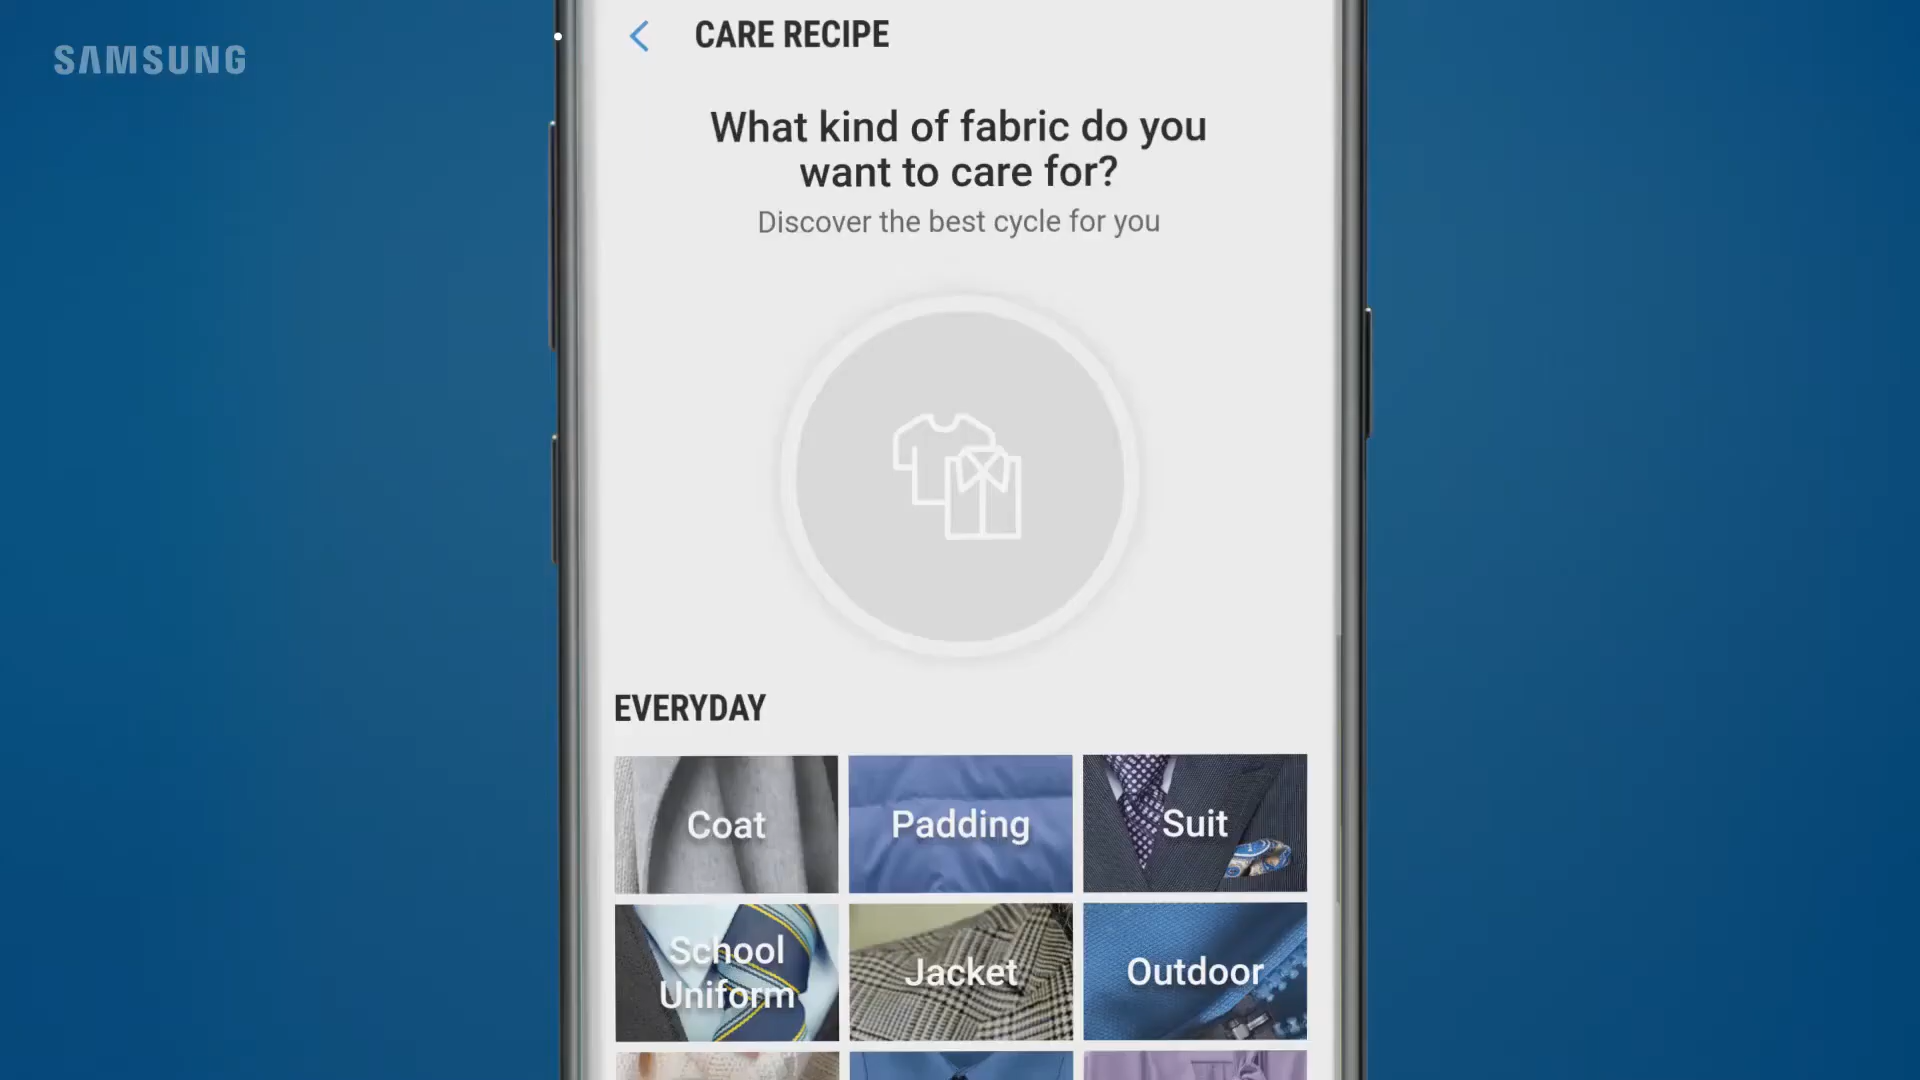 SAMSUNG
CARE RECIPE
What kind of fabric do you
want to care for?
Discover the best cycle for you
EVERYDAY
Coat
Padding
Suit
School
Uniform
Jacket
Outdoor